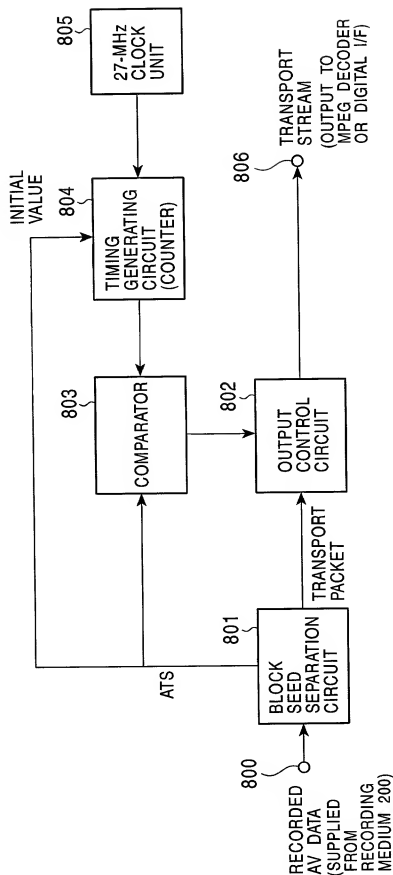 805
27-MHz
CLOCK
UNIT
INITIAL
VALUE
804
TIMING
GENERATING
CIRCUIT
(COUNTER)
803
COMPARATOR
806
TRANSPORT
STREAM
(OUTPUT TO
MPEG DECODER
OR DIGITAL I/F)
802
OUTPUT
CONTROL
CIRCUIT
ATS
TRANSPORT
PACKET
801
BLOCK
SEED
SEPARATION
CIRCUIT
800
RECORDED
AV DATA
(SUPPLIED
FROM
RECORDING
MEDIUM 200)